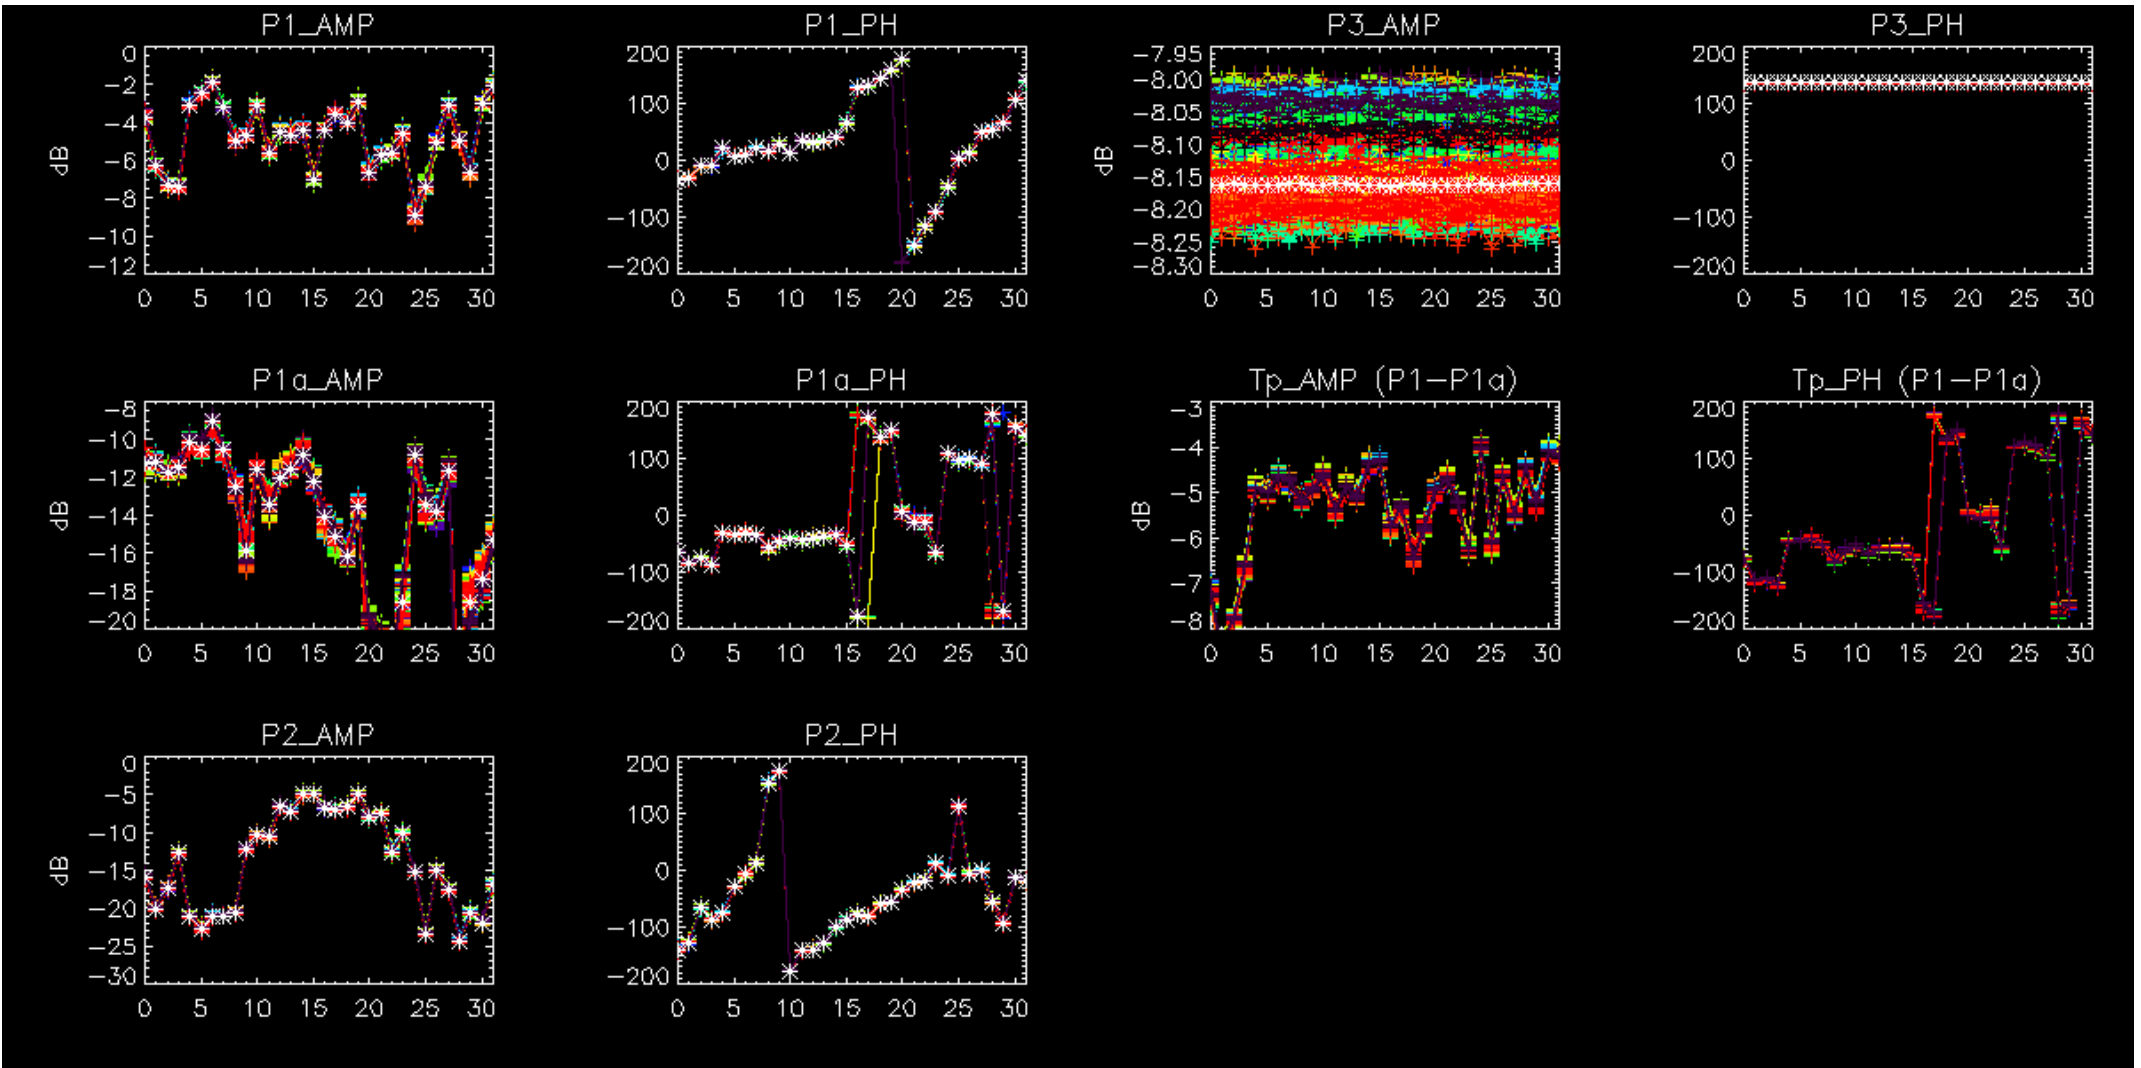 P1_AMP P1_PH P3_AMP P3_PH
0 200 -7.95 200
-2 100 -8.00 100
-4 0 -8.05 0
-6 -100 -8.10 -100
-8 -200 -8.15 -200
-10 -8.20
-12 -8.25
-8.30
dB dB
0 5 10 15 20 25 30 0 5 10 15 20 25 30 0 5 10 15 20 25 30 0 5 10 15 20 25 30
P1a_AMP P1a_PH Tp_AMP (P1-P1a) Tp_PH (P1-P1a)
-8 200 -3 200
-10 100 -4 100
-12 0 -5 0
-14 -100 -6 -100
-16 -200 -7 -200
-18 -8
-20
dB dB
0 5 10 15 20 25 30 0 5 10 15 20 25 30 0 5 10 15 20 25 30 0 5 10 15 20 25 30
P2_AMP P2_PH
0 200
-5 100
-10 0
-15 -100
-20 -200
-25
-30
dB
0 5 10 15 20 25 30 0 5 10 15 20 25 30